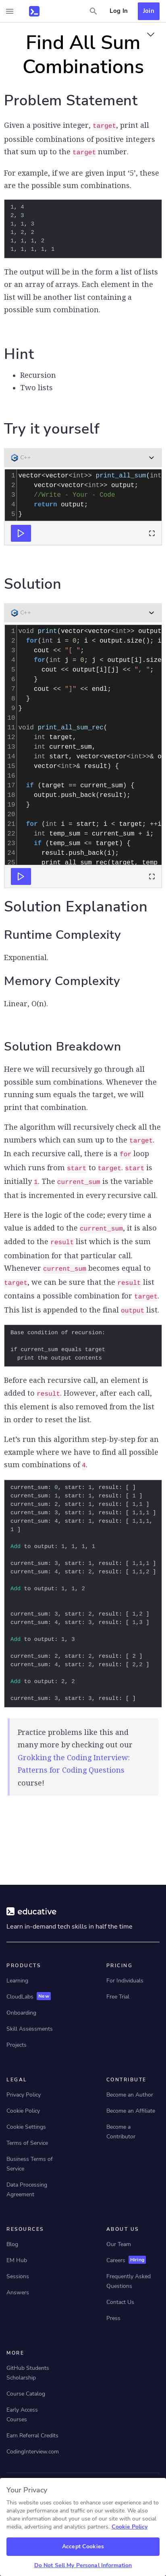 Log In
Join
Find All Sum
Combinations
Problem Statement
Given a positive integer, target, print all
possible combinations of positive integers
that sum up to the target number.
For example, if we are given input ‘5’, these
are the possible sum combinations.
1, 4
2, 3
1, 1, 3
1, 2, 2
1, 1, 1, 2
1, 1, 1, 1, 1
The output will be in the form a list of lists
or an array of arrays. Each element in the
list will be another list containing a
possible sum combination.
Hint
• Recursion
• Two lists
Try it yourself
C++
1 vector<vector<int>> print_all_sum(int
2 vector<vector<int>> output;
3 //Write - Your - Code
4 return output;
5 }
Solution
C++
1 void print(vector<vector<int>> output
2 for(int i = 0; i < output.size(); i
3 cout << "[ ";
4 for(int j = 0; j < output[i].size
5 cout << output[i][j] << ", ";
6 }
7 cout << "]" << endl;
8 }
9 }
10
11 void print_all_sum_rec(
12 int target,
13 int current_sum,
14 int start, vector<vector<int>>& o
15 vector<int>& result) {
16
17 if (target == current_sum) {
18 output.push_back(result);
19 }
20
21 for (int i = start; i < target; ++i
22 int temp_sum = current_sum + i;
23 if (temp_sum <= target) {
24 result.push_back(i);
25 print_all_sum_rec(target, temp
Solution Explanation
Runtime Complexity
Exponential.
Memory Complexity
Linear, O(n).
Solution Breakdown
Here we will recursively go through all
possible sum combinations. Whenever the
running sum equals the target, we will
print that combination.
The algorithm will recursively check all the
numbers which can sum up to the target.
In each recursive call, there is a for loop
which runs from start to target. start is
initially 1. The current_sum is the variable
that is incremented in every recursive call.
Here is the logic of the code; every time a
value is added to the current_sum, it is also
added to the result list which is the sum
combination for that particular call.
Whenever current_sum becomes equal to
target, we can be sure that the result list
contains a possible combination for target.
This list is appended to the final output list.
Base condition of recursion:
if current_sum equals target
print the output contents
Before each recursive call, an element is
added to result. However, after each call,
this element is also removed from the list
in order to reset the list.
Let’s run this algorithm step-by-step for an
example where we have to find all possible
sum combinations of 4.
current_sum: 0, start: 1, result: [ ]
current_sum: 1, start: 1, result: [ 1 ]
current_sum: 2, start: 1, result: [ 1,1 ]
current_sum: 3, start: 1, result: [ 1,1,1 ]
current_sum: 4, start: 1, result: [ 1,1,1,
1 ]
Add to output: 1, 1, 1, 1
current_sum: 3, start: 1, result: [ 1,1,1 ]
current_sum: 4, start: 2, result: [ 1,1,2 ]
Add to output: 1, 1, 2
current_sum: 3, start: 2, result: [ 1,2 ]
current_sum: 4, start: 3, result: [ 1,3 ]
Add to output: 1, 3
current_sum: 2, start: 2, result: [ 2 ]
current_sum: 4, start: 2, result: [ 2,2 ]
Add to output: 2, 2
current_sum: 3, start: 3, result: [ ]
Practice problems like this and
many more by checking out our
Grokking the Coding Interview:
Patterns for Coding Questions
course!
educative
Learn in-demand tech skills in half the time
PRODUCTS
Learning
CloudLabs New
Onboarding
Skill Assessments
Projects
PRICING
For Individuals
Free Trial
LEGAL
Privacy Policy
Cookie Policy
Cookie Settings
Terms of Service
Business Terms of
Service
Data Processing
Agreement
CONTRIBUTE
Become an Author
Become an Affiliate
Become a
Contributor
RESOURCES
Blog
EM Hub
Sessions
Answers
ABOUT US
Our Team
Careers Hiring
Frequently Asked
Questions
Contact Us
Press
MORE
GitHub Students
Scholarship
Course Catalog
Early Access
Courses
Earn Referral Credits
CodingInterview.com
Your Privacy
This website uses cookies to enhance user experience and to
analyze performance and traffic on our website. We also share
information about your use of our site with our social media,
advertising and analytics partners. Cookie Policy
Accept Cookies
Do Not Sell My Personal Information